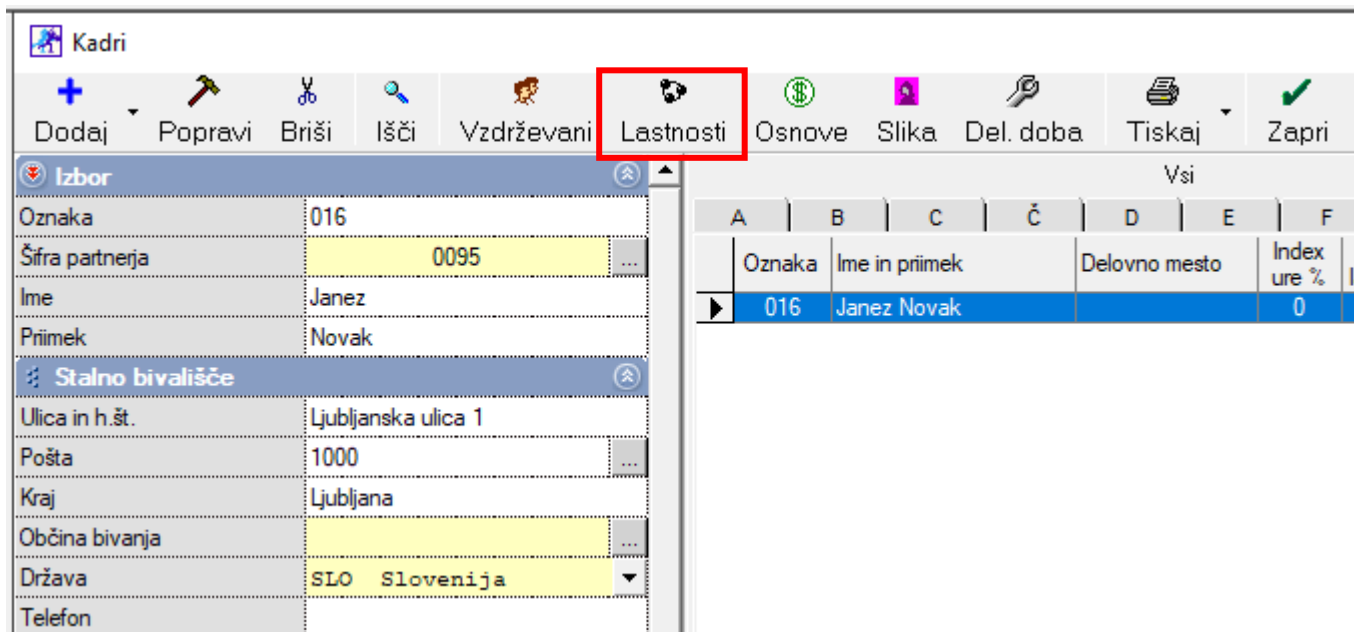 Kadri
Dodaj Popravi Briši Išči Vzdrževani Lastnosti Osnove Slika Del. doba Tiskaj Zapri
Izbor
Oznaka 016
Šifra partnerja 0095 ...
Ime Janez
Priimek Novak
Stalno bivališče
Ulica in h.št. Ljubljanska ulica 1
Pošta 1000 ...
Kraj Ljubljana
Občina bivanja ...
Država SLO Slovenija
Telefon
Vsi
A B C Č D E F
Oznaka Ime in priimek Delovno mesto Index
ure %
016 Janez Novak 0